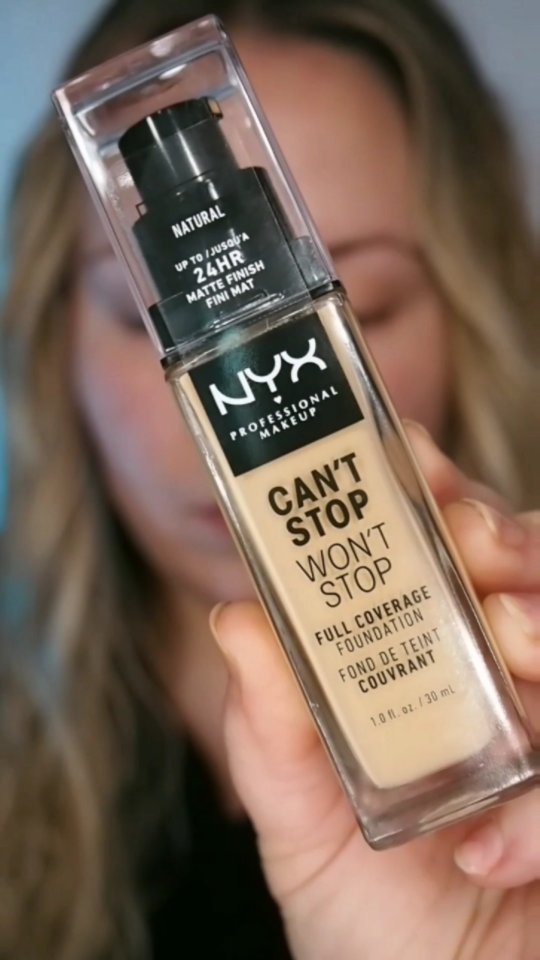 NATURAL
UP TO / JUSQU'À
24HR
MATTE FINISH
FINI MAT
NYX
PROFESSIONAL
MAKEUP
CAN'T
STOP
WON'T
STOP
FULL COVERAGE
FOUNDATION
FOND DE TEINT
COUVRANT
1.0 fl. oz. / 30 mL